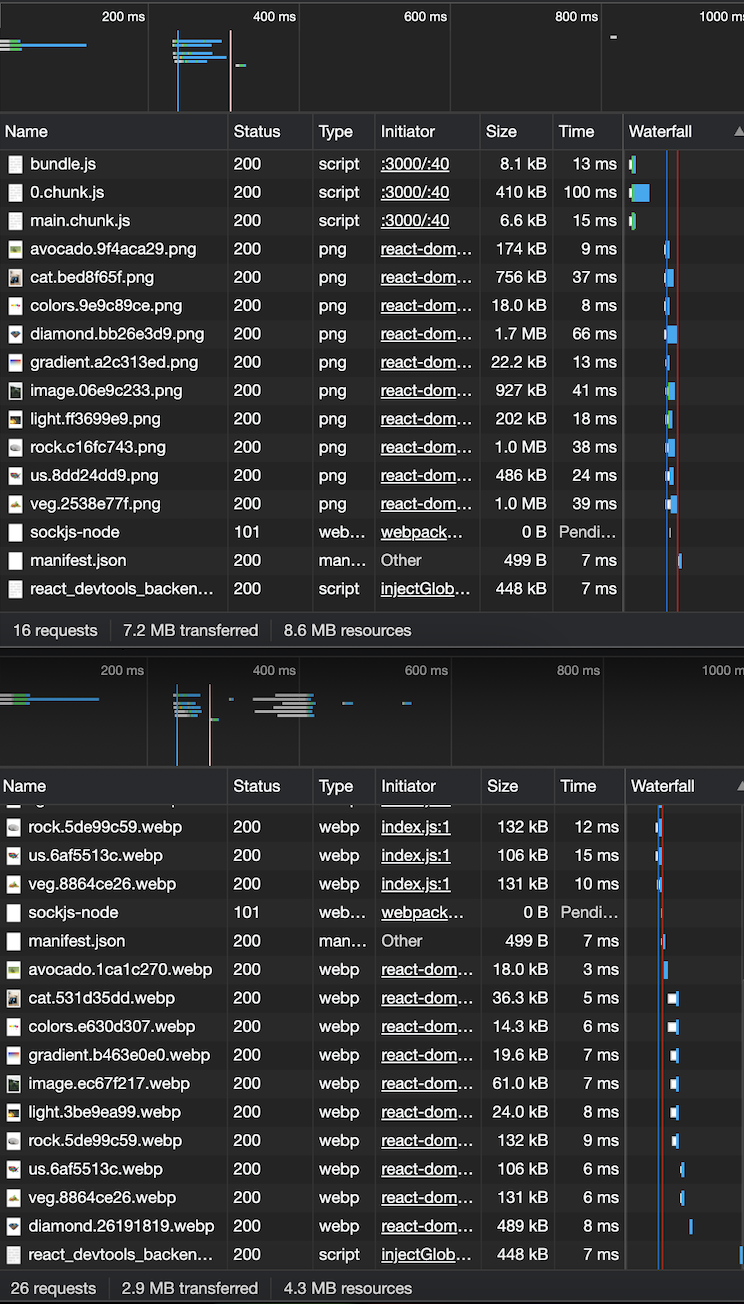 200 ms 400 ms 600 ms 800 ms 1000 ms
Name Status Type Initiator Size Time Waterfall
bundle.js 200 script :3000/:40 8.1 kB 13 ms
0.chunk.js 200 script :3000/:40 410 kB 100 ms
main.chunk.js 200 script :3000/:40 6.6 kB 15 ms
avocado.9f4aca29.png 200 png react-dom… 174 kB 9 ms
cat.bed8f65f.png 200 png react-dom… 756 kB 37 ms
colors.9e9c89ce.png 200 png react-dom… 18.0 kB 8 ms
diamond.bb26e3d9.png 200 png react-dom… 1.7 MB 66 ms
gradient.a2c313ed.png 200 png react-dom… 22.2 kB 13 ms
image.06e9c233.png 200 png react-dom… 927 kB 41 ms
light.ff3699e9.png 200 png react-dom… 202 kB 18 ms
rock.c16fc743.png 200 png react-dom… 1.0 MB 38 ms
us.8dd24dd9.png 200 png react-dom… 486 kB 24 ms
veg.2538e77f.png 200 png react-dom… 1.0 MB 39 ms
sockjs-node 101 web… webpack… 0 B Pendi…
manifest.json 200 man… Other 499 B 7 ms
react_devtools_backen… 200 script injectGlob… 448 kB 7 ms
16 requests 7.2 MB transferred 8.6 MB resources
200 ms 400 ms 600 ms 800 ms 1000 m
Name Status Type Initiator Size Time Waterfall
rock.5de99c59.webp 200 webp index.js:1 132 kB 12 ms
us.6af5513c.webp 200 webp index.js:1 106 kB 15 ms
veg.8864ce26.webp 200 webp index.js:1 131 kB 10 ms
sockjs-node 101 web… webpack… 0 B Pendi…
manifest.json 200 man… Other 499 B 7 ms
avocado.1ca1c270.webp 200 webp react-dom… 18.0 kB 3 ms
cat.531d35dd.webp 200 webp react-dom… 36.3 kB 5 ms
colors.e630d307.webp 200 webp react-dom… 14.3 kB 6 ms
gradient.b463e0e0.webp 200 webp react-dom… 19.6 kB 7 ms
image.ec67f217.webp 200 webp react-dom… 61.0 kB 7 ms
light.3be9ea99.webp 200 webp react-dom… 24.0 kB 8 ms
rock.5de99c59.webp 200 webp react-dom… 132 kB 9 ms
us.6af5513c.webp 200 webp react-dom… 106 kB 6 ms
veg.8864ce26.webp 200 webp react-dom… 131 kB 6 ms
diamond.26191819.webp 200 webp react-dom… 489 kB 8 ms
react_devtools_backen… 200 script injectGlob… 448 kB 7 ms
26 requests 2.9 MB transferred 4.3 MB resources